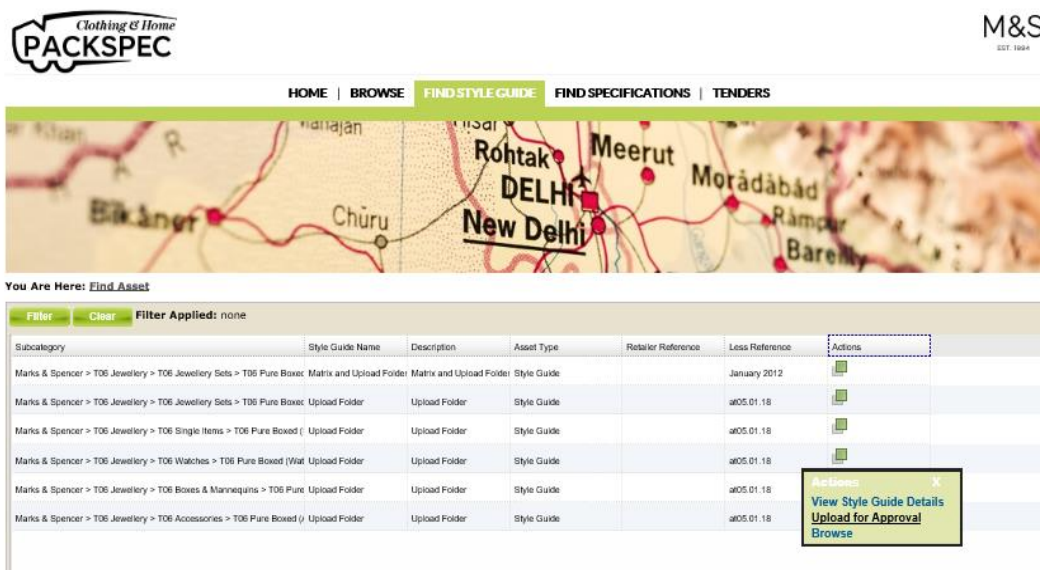 Clothing & Home
PACKSPEC
M&S
EST. 1884
HOME | BROWSE FIND STYLE GUIDE FIND SPECIFICATIONS | TENDERS
Rohtak
Meerut
DELHI
Morādābād
New Delhi
Chūru
Bīkāner
Rāmpur
Bareilly
You Are Here: Find Asset
Filter Clear Filter Applied: none
Subcategory Style Guide Name Description Asset Type Retailer Reference Less Reference Actions
Marks & Spencer > T06 Jewellery > T06 Jewellery Sets > T06 Pure Boxed Matrix and Upload Folder Matrix and Upload Folder Style Guide January 2012
Marks & Spencer > T06 Jewellery > T06 Jewellery Sets > T06 Pure Boxed Upload Folder Upload Folder Style Guide at05.01.18
Marks & Spencer > T06 Jewellery > T06 Single Items > T06 Pure Boxed ( Upload Folder Upload Folder Style Guide at05.01.18
Marks & Spencer > T06 Jewellery > T06 Watches > T06 Pure Boxed (Wat Upload Folder Upload Folder Style Guide at05.01.18
Marks & Spencer > T06 Jewellery > T06 Boxes & Mannequins > T06 Pure Upload Folder Upload Folder Style Guide at05.01.18
Marks & Spencer > T06 Jewellery > T06 Accessories > T06 Pure Boxed (A Upload Folder Upload Folder Style Guide at05.01.18
Actions X
View Style Guide Details
Upload for Approval
Browse